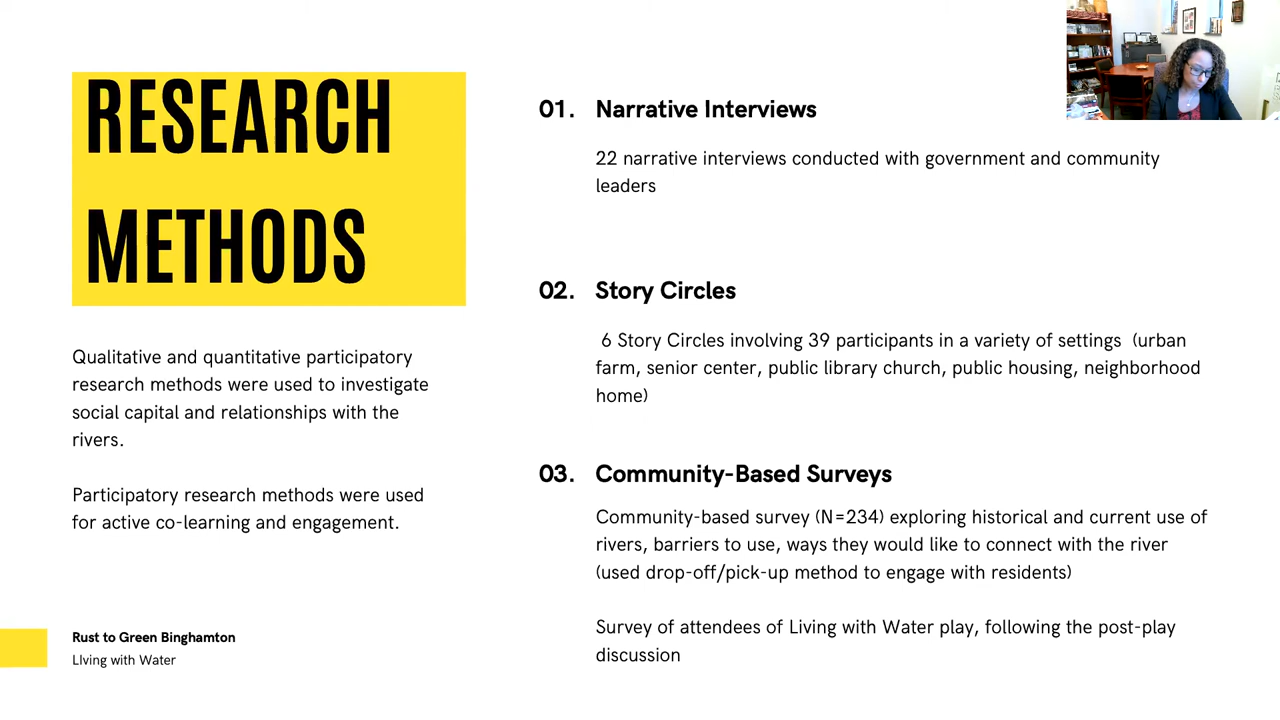 RESEARCH
METHODS
Qualitative and quantitative participatory
research methods were used to investigate
social capital and relationships with the
rivers.
Participatory research methods were used
for active co-learning and engagement.
Rust to Green Binghamton
LIving with Water
01. Narrative Interviews
22 narrative interviews conducted with government and community
leaders
02. Story Circles
6 Story Circles involving 39 participants in a variety of settings (urban
farm, senior center, public library church, public housing, neighborhood
home)
03. Community-Based Surveys
Community-based survey (N=234) exploring historical and current use of
rivers, barriers to use, ways they would like to connect with the river
(used drop-off/pick-up method to engage with residents)
Survey of attendees of Living with Water play, following the post-play
discussion